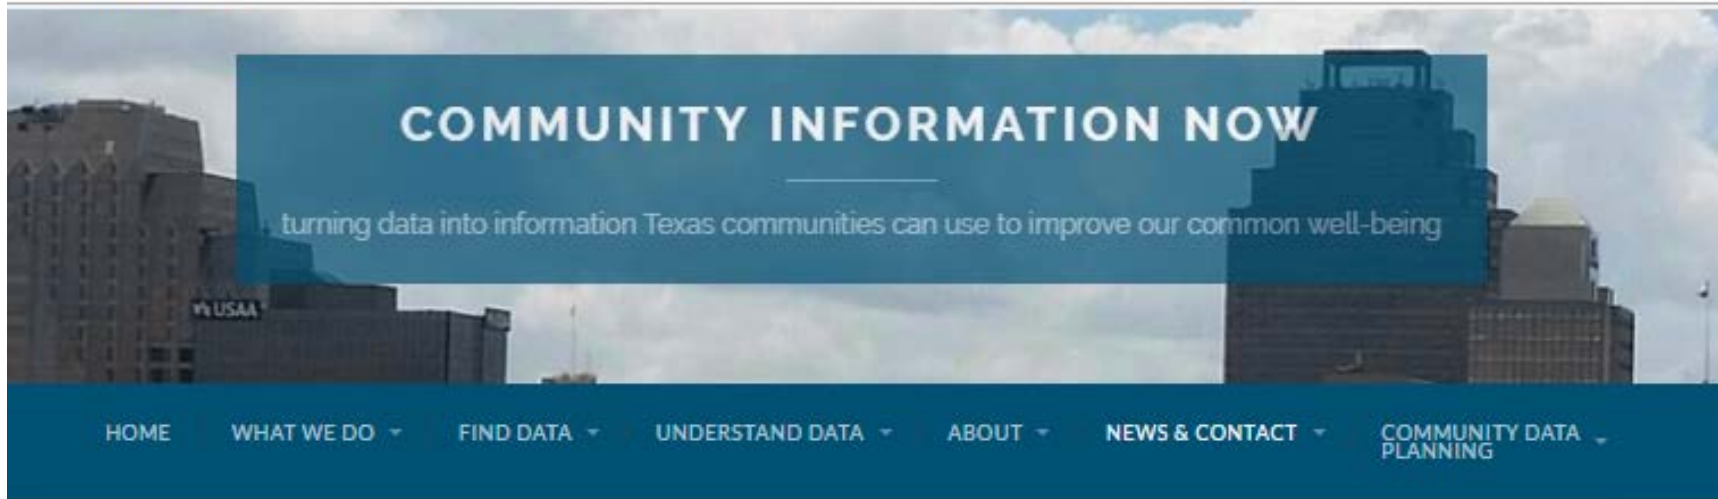 COMMUNITY INFORMATION NOW
turning data into information Texas communities can use to improve our common well-being
USAA
HOME
WHAT WE DO
FIND DATA
UNDERSTAND DATA
ABOUT
NEWS & CONTACT
COMMUNITY DATA
PLANNING